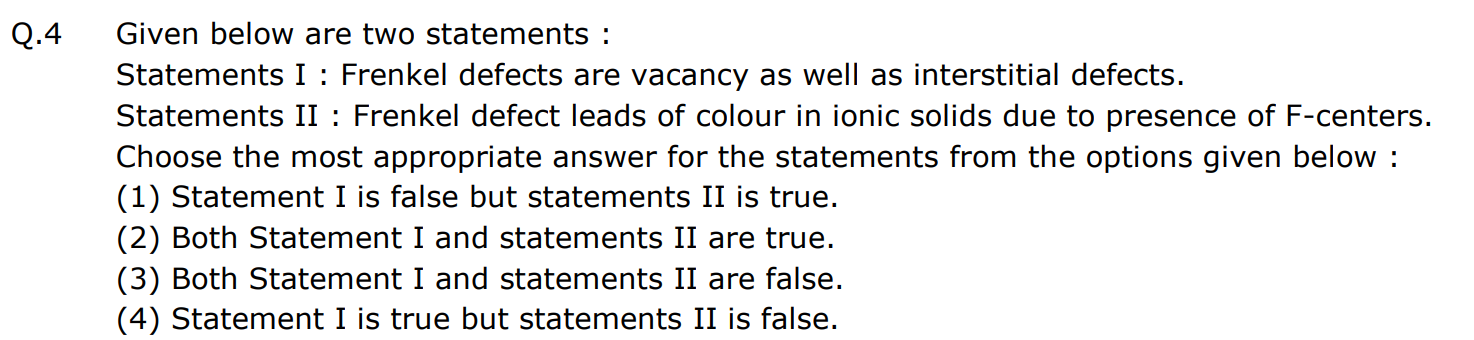 Q.4 Given below are two statements :
Statements I : Frenkel defects are vacancy as well as interstitial defects.
Statements II : Frenkel defect leads of colour in ionic solids due to presence of F-centers.
Choose the most appropriate answer for the statements from the options given below :
(1) Statement I is false but statements II is true.
(2) Both Statement I and statements II are true.
(3) Both Statement I and statements II are false.
(4) Statement I is true but statements II is false.